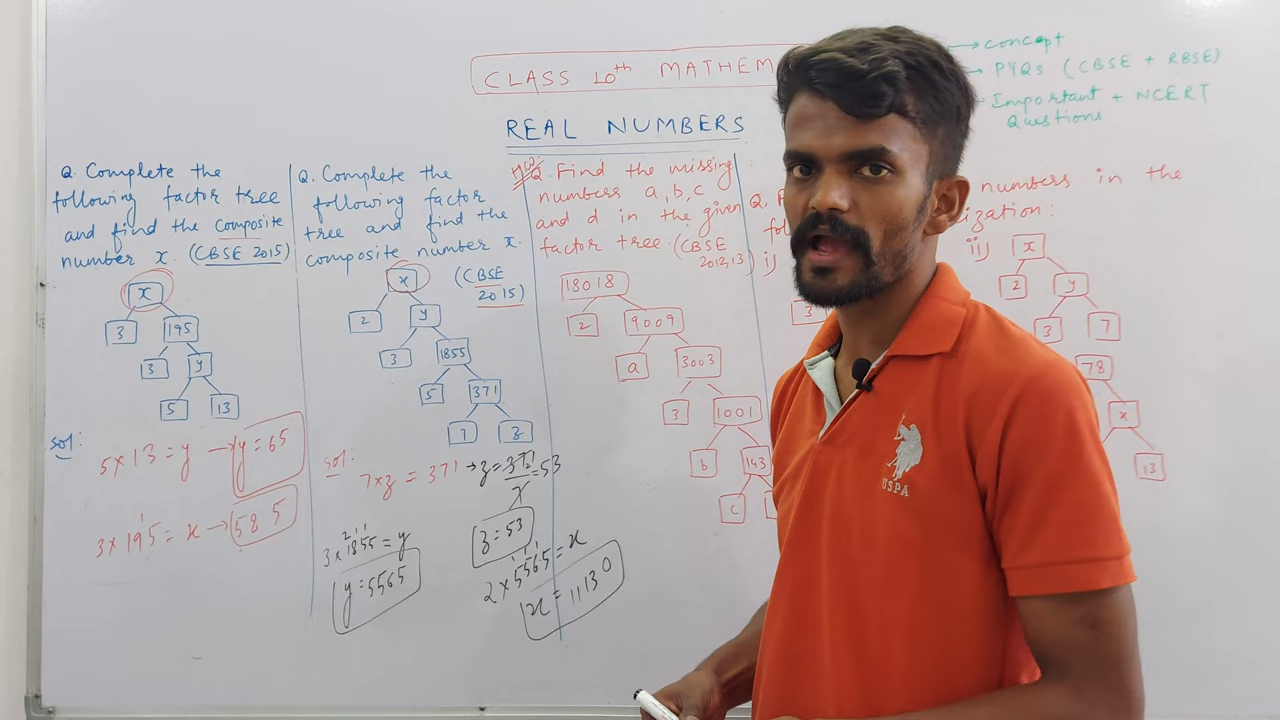 CLASS 10th MATHEM
→ concept
→ PYQs (CBSE + RBSE)
Important + NCERT
Questions
REAL NUMBERS
Q. Complete the
following factor tree
and find the composite
number x. (CBSE 2015)
x
3 195
3 y
5 13
sol:
5 x 13 = y → y = 65
3 x 195 = x → 585
Q. Complete the
following factor
tree and find the
composite number x.
(CBSE
2015)
x
2 y
3 1855
5 371
7 z
sol:
7 x z = 371 → z = 371/7 = 53
z = 53
3 x 1855 = y
y = 5565
2 x 5565 = x
x = 11130
Q. Find the missing
numbers a, b, c
and d in the given
factor tree. (CBSE
2012,13)
18018
2 9009
a 3003
3 1001
b 143
c
Q.
numbers in the
ization:
i)
3
ii)
x
2 y
3 7
78
x
13
USPA